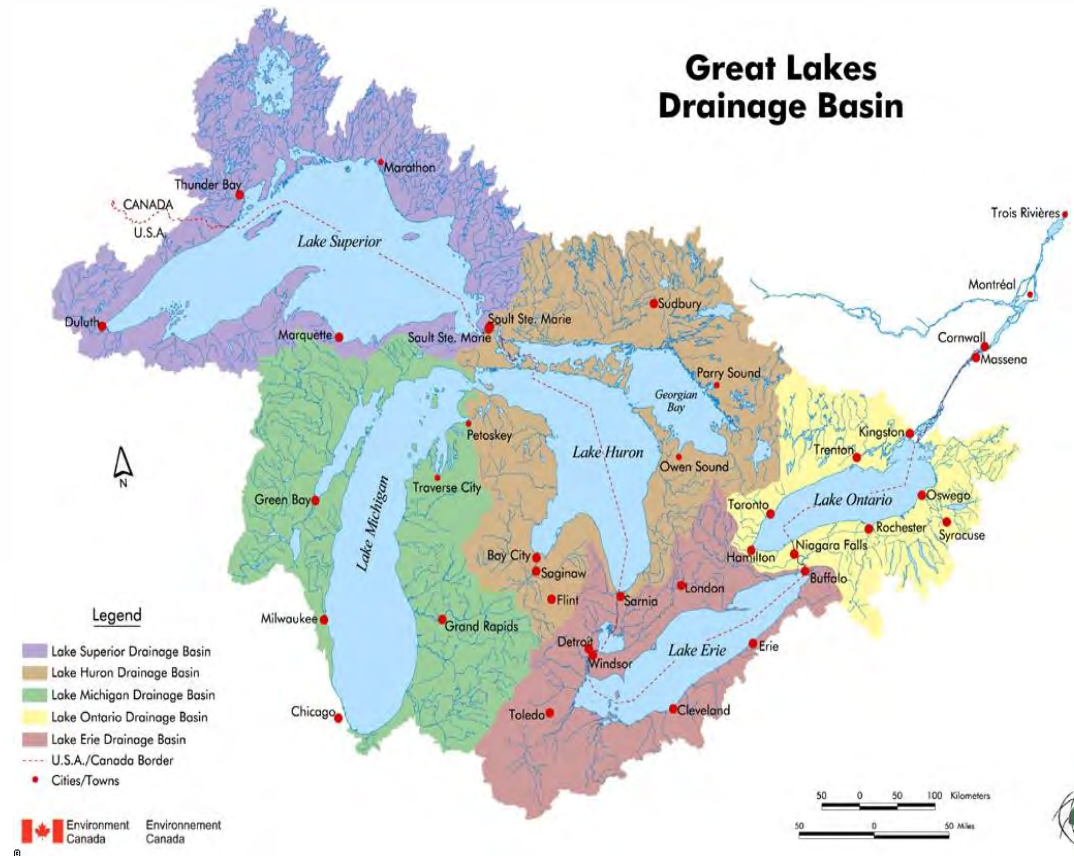 Great Lakes
Drainage Basin
Marathon
Thunder Bay
CANADA
U.S.A.
Lake Superior
Trois Rivières
Montréal
Sudbury
Duluth
Sault Ste. Marie
Sault Ste. Marie
Marquette
Cornwall
Massena
Parry Sound
Georgian
Bay
Petoskey
Kingston
Lake Huron
Trenton
Owen Sound
Traverse City
Green Bay
Lake Michigan
Lake Ontario
Oswego
Toronto
Rochester
Syracuse
Hamilton
Niagara Falls
Bay City
Saginaw
Buffalo
Flint
Sarnia
London
Milwaukee
Grand Rapids
Detroit
Windsor
Lake Erie
Erie
Chicago
Toledo
Cleveland
N
Legend
Lake Superior Drainage Basin
Lake Huron Drainage Basin
Lake Michigan Drainage Basin
Lake Ontario Drainage Basin
Lake Erie Drainage Basin
U.S.A./Canada Border
Cities/Towns
50 0 50 100 Kilometers
50 0 50 Miles
Environment Environnement
Canada Canada